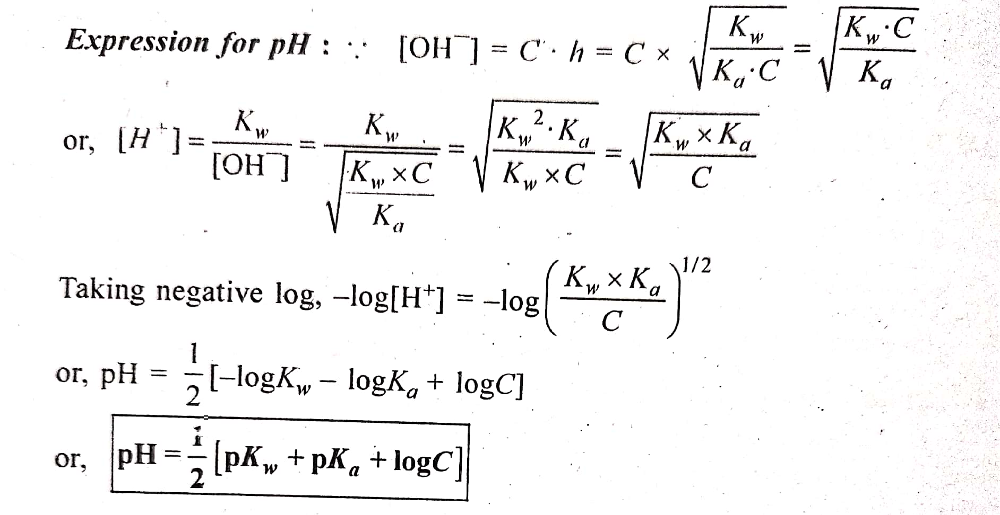 Expression for pH : ∵ [OH⁻] = C · h = C × √(K_w / K_a·C) = √(K_w·C / K_a)
or, [H⁺] = K_w / [OH⁻] = K_w / √(K_w × C / K_a) = √(K_w²·K_a / K_w × C) = √(K_w × K_a / C)
Taking negative log, –log[H⁺] = –log(K_w × K_a / C)^1/2
or, pH = 1/2 [–logK_w – logK_a + logC]
or, pH = 1/2 [pK_w + pK_a + logC]